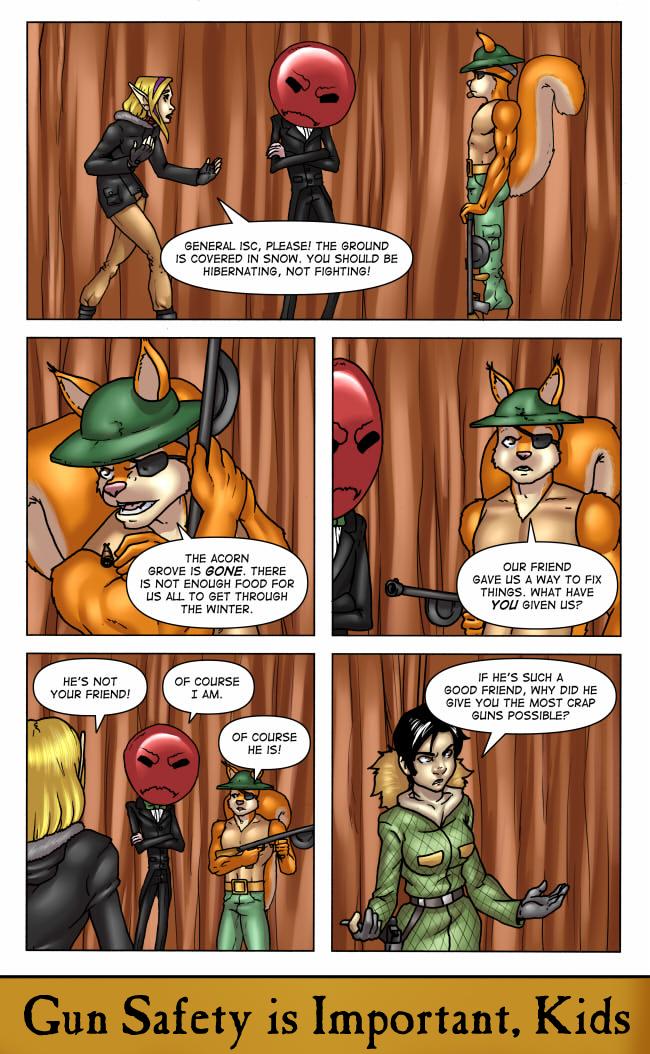 GENERAL ISC, PLEASE! THE GROUND
IS COVERED IN SNOW. YOU SHOULD BE
HIBERNATING, NOT FIGHTING!
THE ACORN
GROVE IS GONE. THERE
IS NOT ENOUGH FOOD FOR
US ALL TO GET THROUGH
THE WINTER.
OUR FRIEND
GAVE US A WAY TO FIX
THINGS. WHAT HAVE
YOU GIVEN US?
HE'S NOT
YOUR FRIEND!
OF COURSE
I AM.
OF COURSE
HE IS!
IF HE'S SUCH A
GOOD FRIEND, WHY DID HE
GIVE YOU THE MOST CRAP
GUNS POSSIBLE?
Gun Safety is Important, Kids